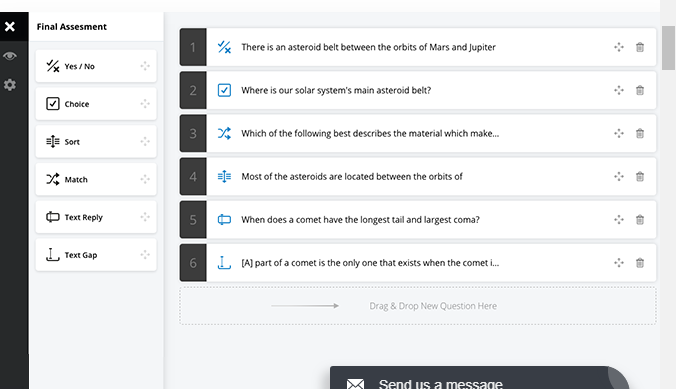 Final Assesment
Yes / No
Choice
Sort
Match
Text Reply
Text Gap
1 There is an asteroid belt between the orbits of Mars and Jupiter
2 Where is our solar system's main asteroid belt?
3 Which of the following best describes the material which make...
4 Most of the asteroids are located between the orbits of
5 When does a comet have the longest tail and largest coma?
6 [A] part of a comet is the only one that exists when the comet i...
Drag & Drop New Question Here
Send us a message